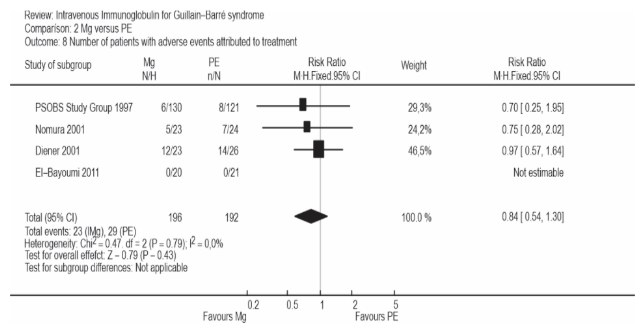 Review: Intravenous Immunoglobulin for Guillain–Barré syndrome
Comparison: 2 Mg versus PE
Outcome: 8 Number of patients with adverse events attributed to treatment
Study of subgroup Mg PE Risk Ratio Weight Risk Ratio
N/H n/N M-H.Fixed.95% CI M-H.Fixed.95% CI
PSOBS Study Group 1997 6/130 8/121 29,3% 0.70 [ 0.25, 1.95]
Nomura 2001 5/23 7/24 24,2% 0.75 [ 0.28, 2.02]
Diener 2001 12/23 14/26 46,5% 0.97 [ 0.57, 1.64]
El–Bayoumi 2011 0/20 0/21 Not estimable
Total (95% CI) 196 192 100.0 % 0.84 [ 0.54, 1.30]
Total events: 23 (IMg), 29 (PE)
Heterogeneity: Chi2 = 0.47. df = 2 (P = 0.79); I2 = 0,0%
Test for overall effefct: Z – 0.79 (P – 0.43)
Test for subgroup differences. Not applicable
0.2 0.5 1 2 5
Favours Mg Favours PE